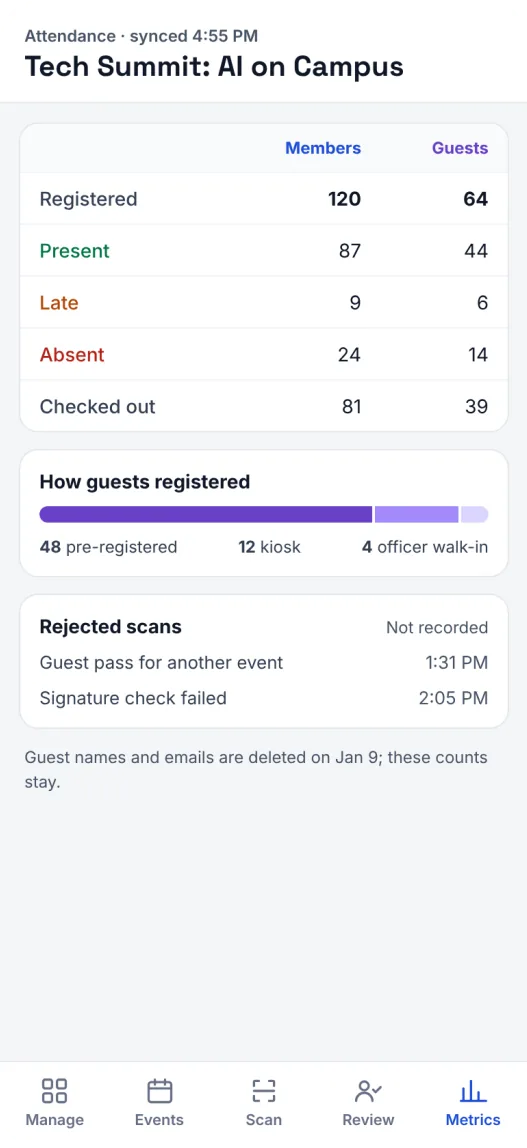 Attendance · synced 4:55 PM
Tech Summit: AI on Campus
Members Guests
Registered 120 64
Present 87 44
Late 9 6
Absent 24 14
Checked out 81 39
How guests registered
48 pre-registered 12 kiosk 4 officer walk-in
Rejected scans Not recorded
Guest pass for another event 1:31 PM
Signature check failed 2:05 PM
Guest names and emails are deleted on Jan 9; these counts
stay.
Manage Events Scan Review Metrics